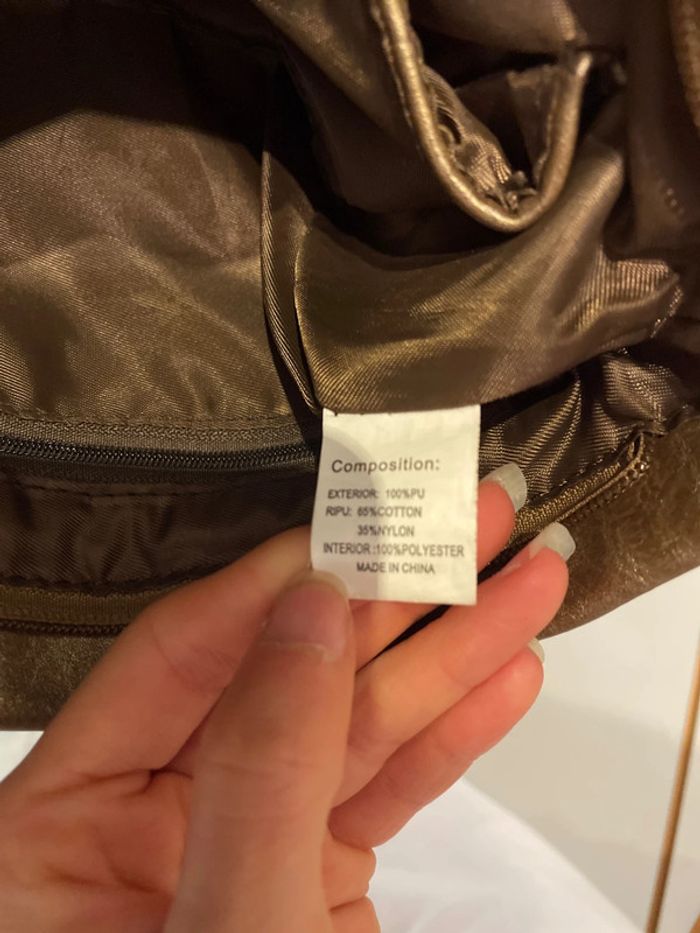 Composition:
EXTERIOR: 100%PU
RIPU: 65%COTTON
35%NYLON
INTERIOR:100%POLYESTER
MADE IN CHINA